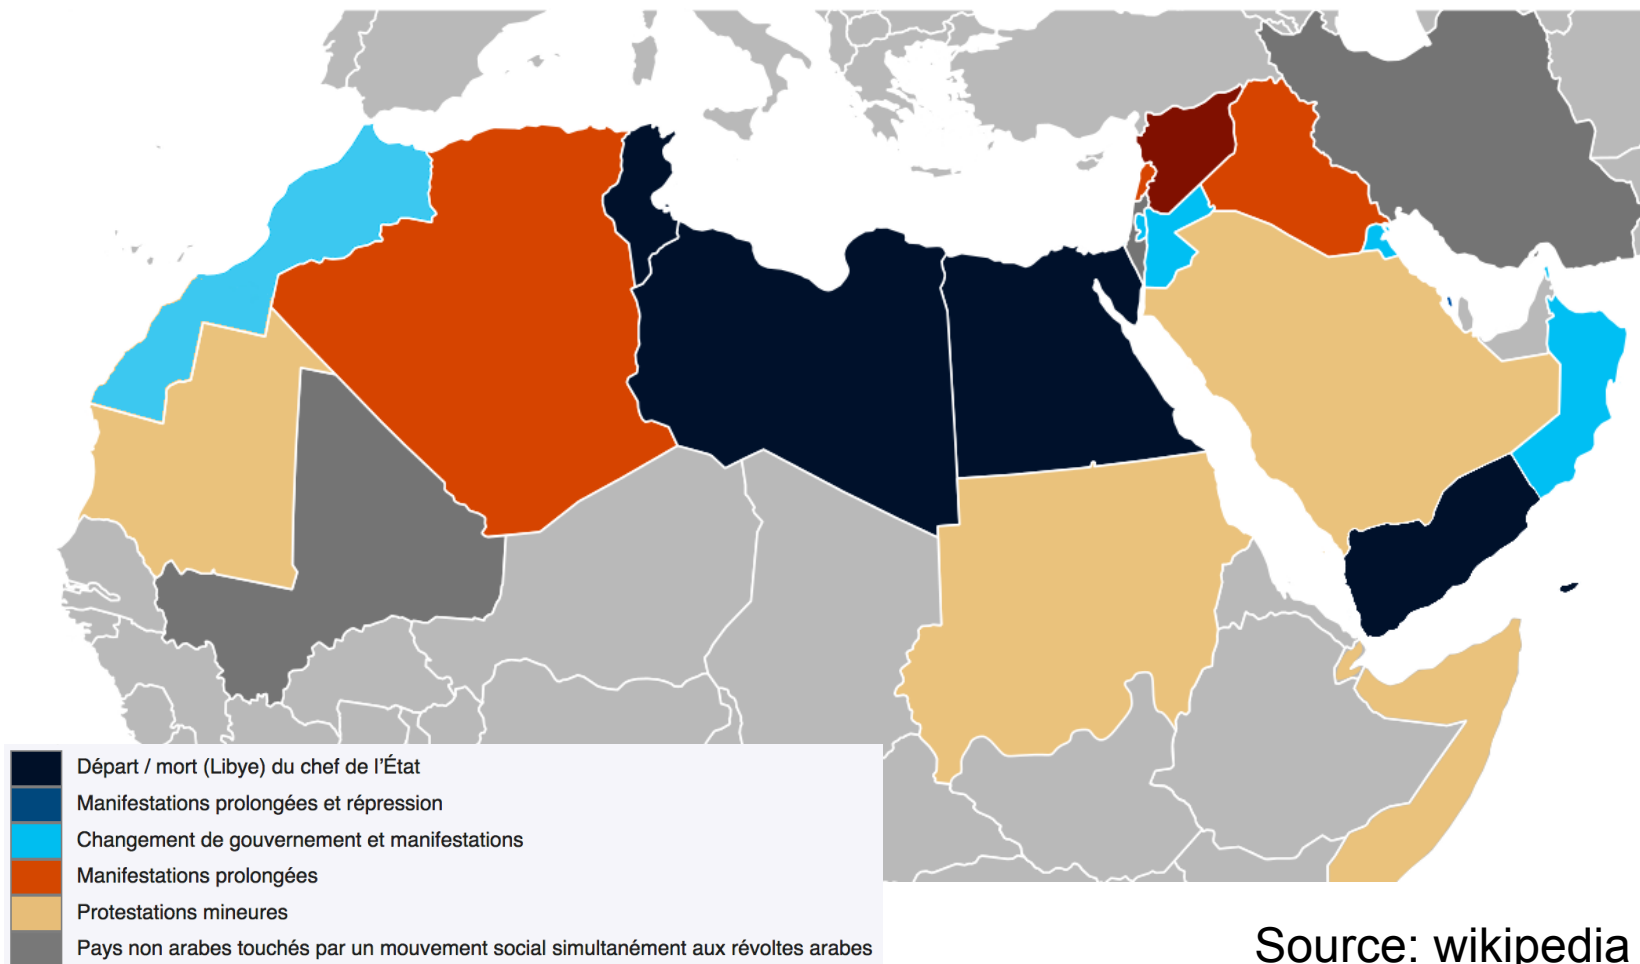 Départ / mort (Libye) du chef de l'État
Manifestations prolongées et répression
Changement de gouvernement et manifestations
Manifestations prolongées
Protestations mineures
Pays non arabes touchés par un mouvement social simultanément aux révoltes arabes
Source: wikipedia